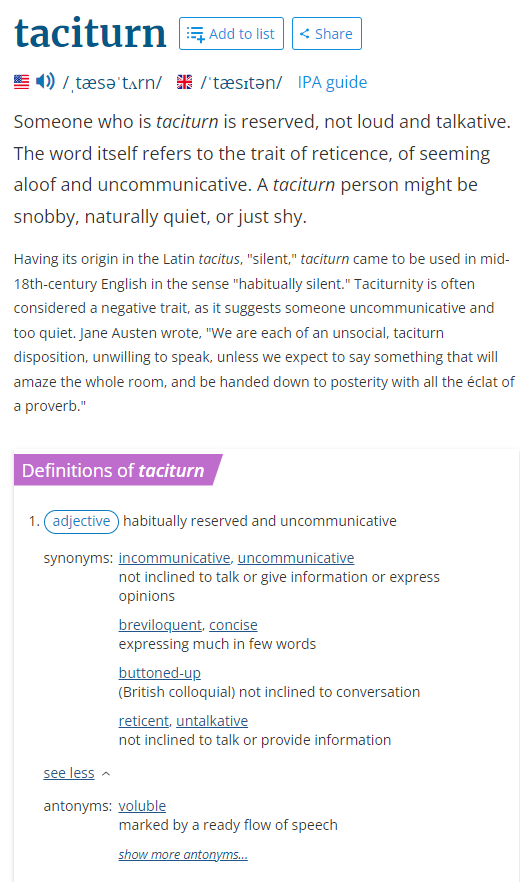 taciturn Add to list Share
/ˌtæsəˈtʌrn/ /ˈtæsɪtən/ IPA guide
Someone who is taciturn is reserved, not loud and talkative.
The word itself refers to the trait of reticence, of seeming
aloof and uncommunicative. A taciturn person might be
snobby, naturally quiet, or just shy.
Having its origin in the Latin tacitus, "silent," taciturn came to be used in mid-
18th-century English in the sense "habitually silent." Taciturnity is often
considered a negative trait, as it suggests someone uncommunicative and
too quiet. Jane Austen wrote, "We are each of an unsocial, taciturn
disposition, unwilling to speak, unless we expect to say something that will
amaze the whole room, and be handed down to posterity with all the éclat of
a proverb."
Definitions of taciturn
1. adjective habitually reserved and uncommunicative
synonyms: incommunicative, uncommunicative
not inclined to talk or give information or express
opinions
breviloquent, concise
expressing much in few words
buttoned-up
(British colloquial) not inclined to conversation
reticent, untalkative
not inclined to talk or provide information
see less
antonyms: voluble
marked by a ready flow of speech
show more antonyms...